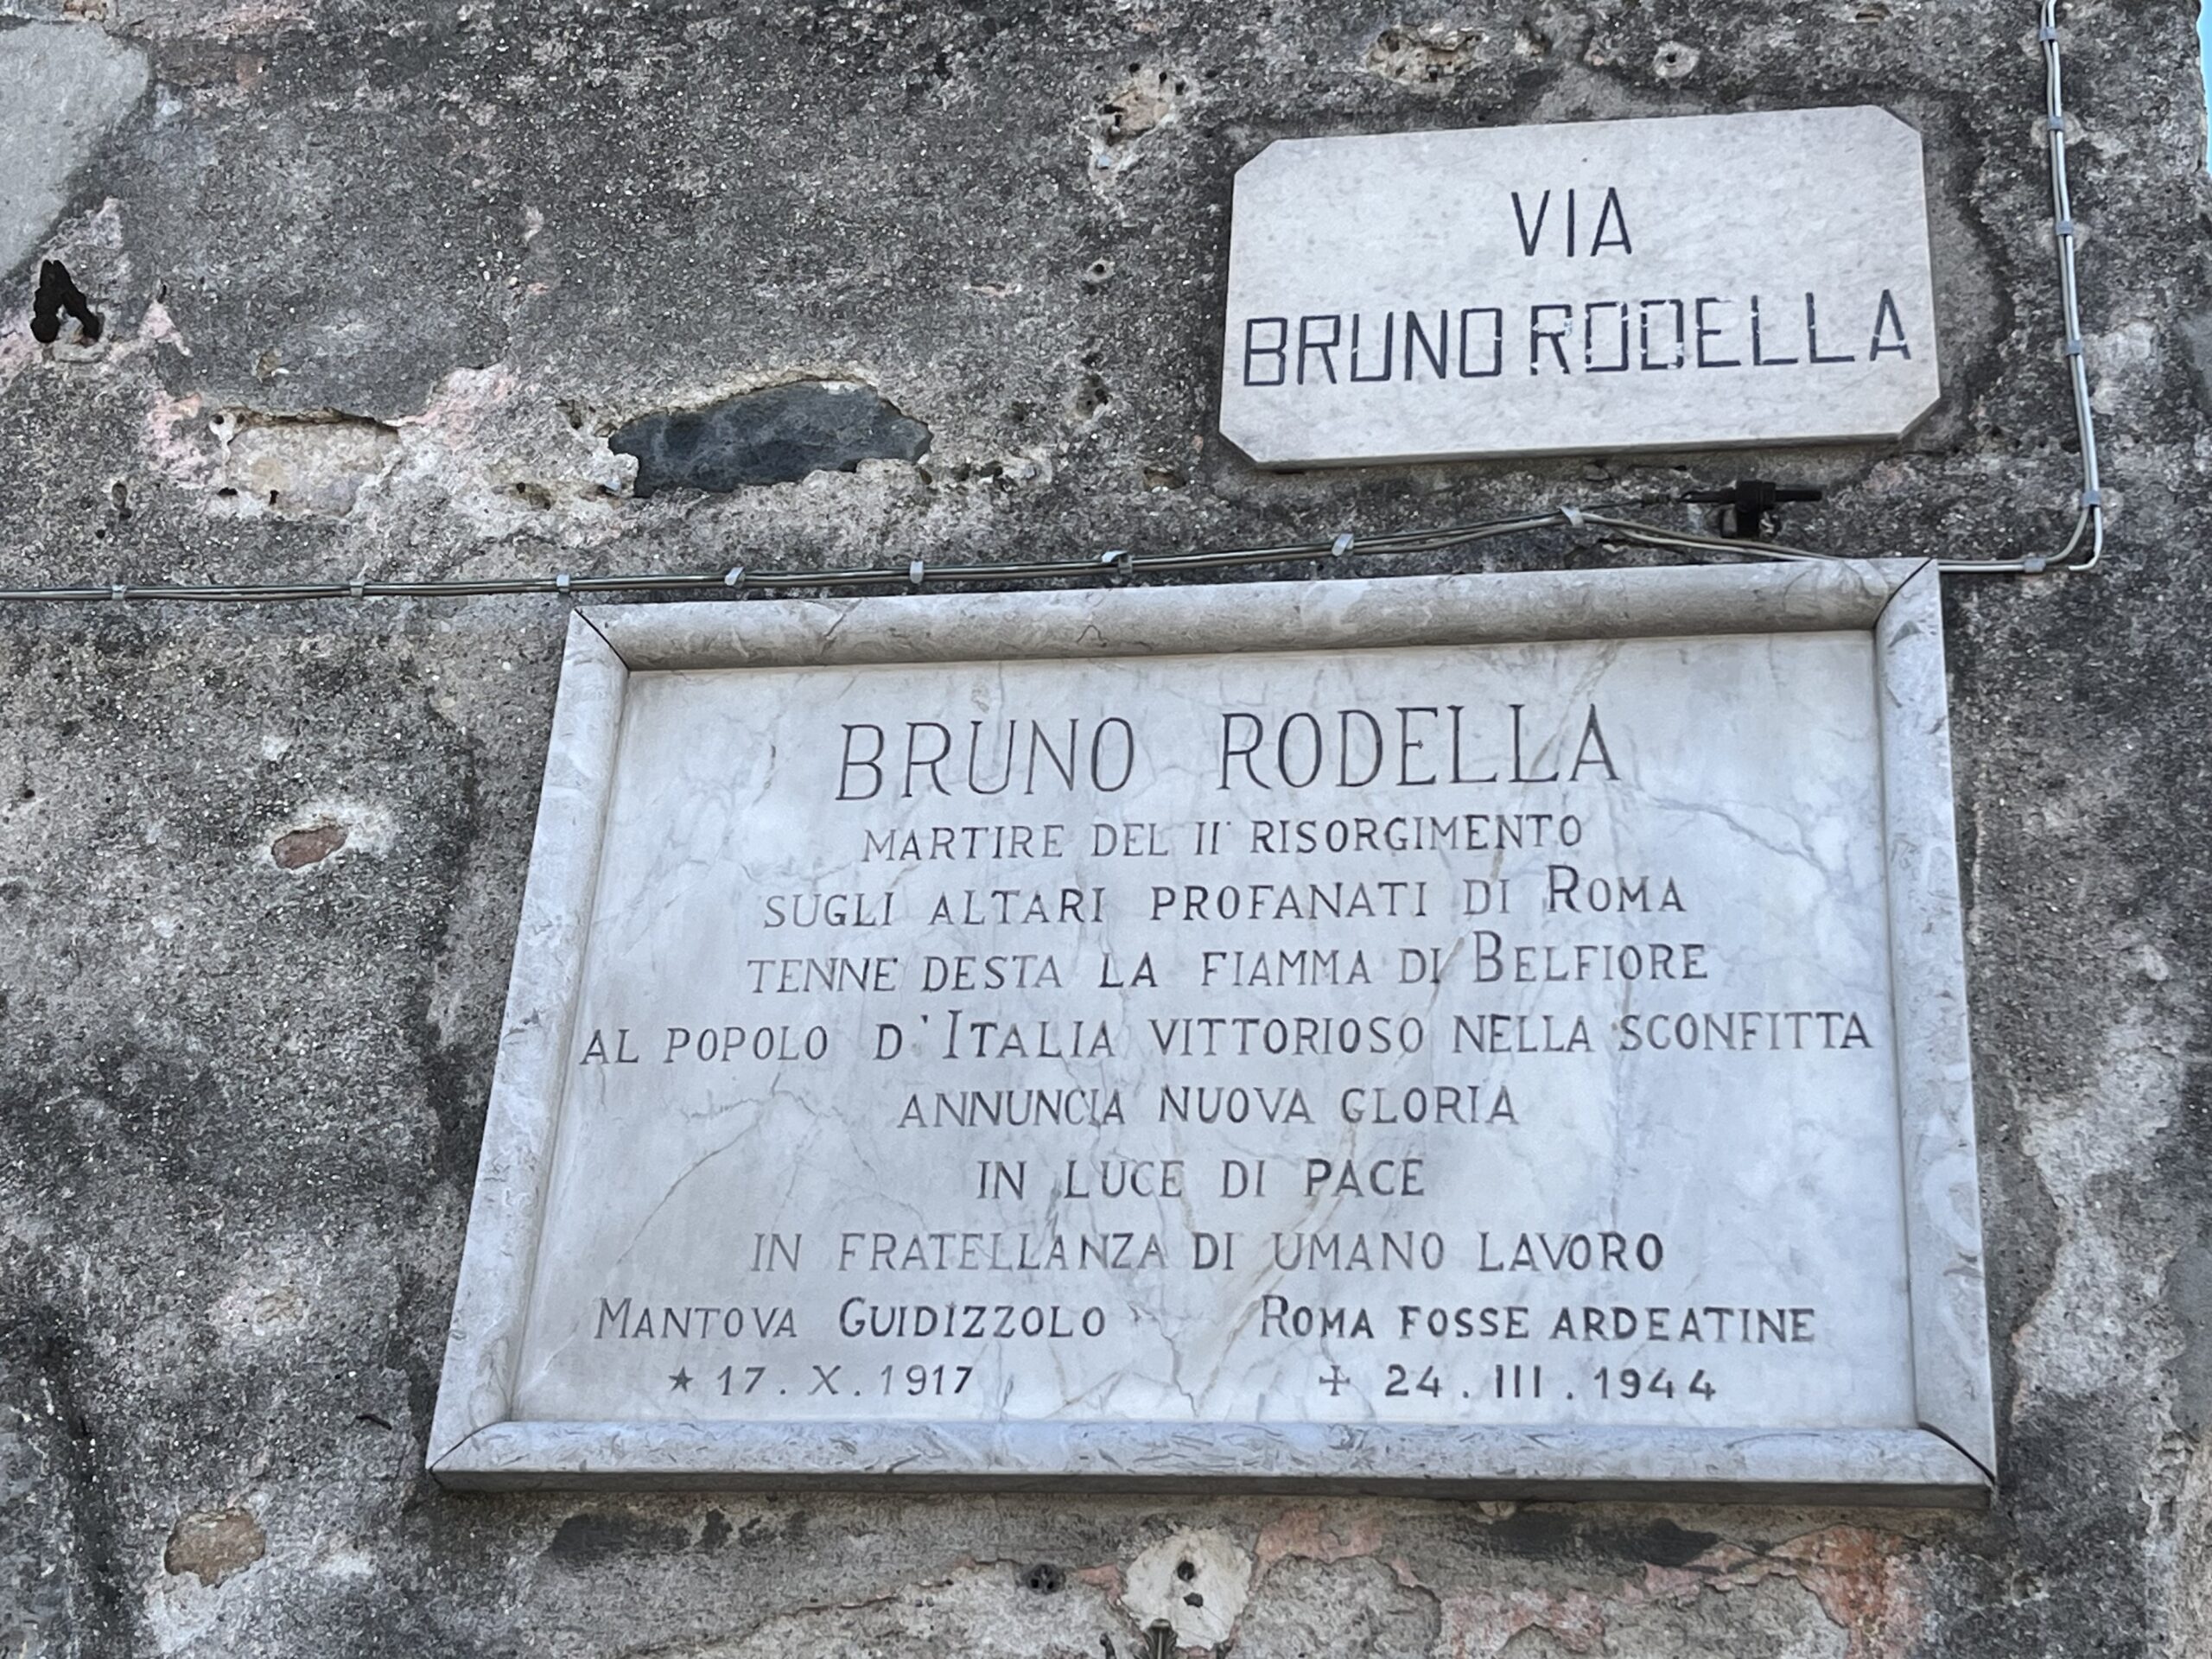 VIA
BRUNO RODELLA
BRUNO RODELLA
MARTIRE DEL II° RISORGIMENTO
SUGLI ALTARI PROFANATI DI ROMA
TENNE DESTA LA FIAMMA DI BELFIORE
AL POPOLO D'ITALIA VITTORIOSO NELLA SCONFITTA
ANNUNCIA NUOVA GLORIA
IN LUCE DI PACE
IN FRATELLANZA DI UMANO LAVORO
MANTOVA GUIDIZZOLO ROMA FOSSE ARDEATINE
★ 17. X. 1917 ✝ 24. III. 1944